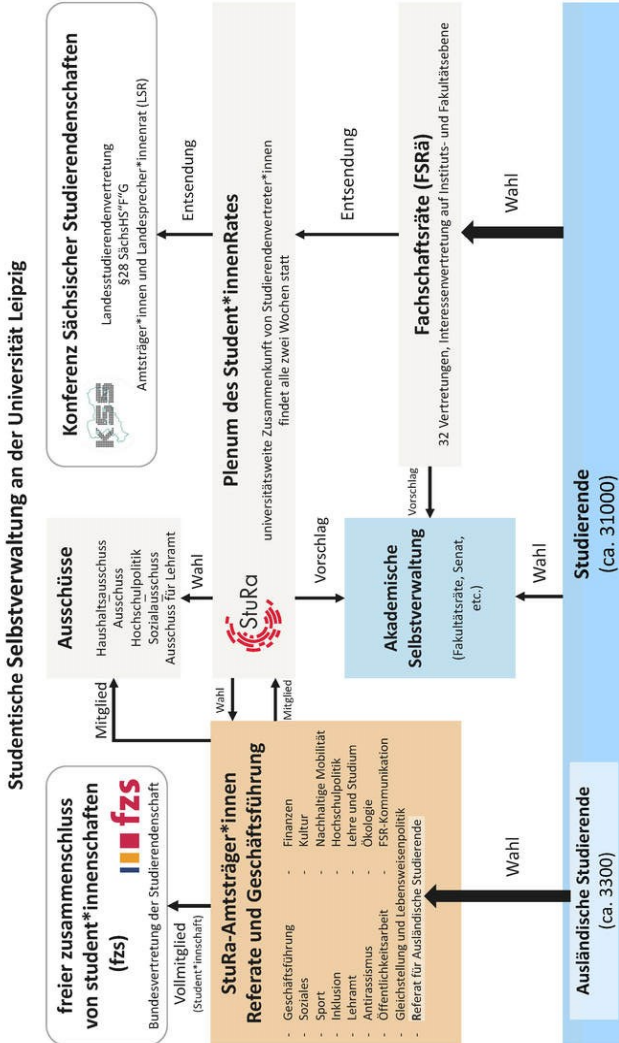 Studentische Selbstverwaltung an der Universität Leipzig
freier zusammenschluss
von student*innenschaften
(fzs)
fzs
Bundesvertretung der Studierendenschaft
Vollmitglied
(Student*innschaft)
Mitglied
Ausschüsse
Haushaltsausschuss
Ausschuss
Hochschulpolitik
Sozialausschuss
Ausschuss für Lehramt
Wahl
Konferenz Sächsischer Studierendenschaften
KSS
Landesstudierendenvertretung
§28 SächsHS"F"G
Amtsträger*innen und Landesprecher*innenrat (LSR)
Entsendung
StuRa-Amtsträger*innen
Referate und Geschäftsführung
- Geschäftsführung
- Soziales
- Sport
- Inklusion
- Lehramt
- Antirassismus
- Öffentlichkeitsarbeit
- Gleichstellung und Lebensweisenpolitik
- Referat für Ausländische Studierende
- Finanzen
- Kultur
- Nachhaltige Mobilität
- Hochschulpolitik
- Lehre und Studium
- Ökologie
- FSR-Kommunikation
Wahl
Mitglied
StuRa
Plenum des Student*innenRates
universitätsweite Zusammenkunft von Studierendenvertreter*innen
findet alle zwei Wochen statt
Vorschlag
Entsendung
Akademische
Selbstverwaltung
(Fakultätsräte, Senat,
etc.)
Vorschlag
Fachschaftsräte (FSRä)
32 Vertretungen, Interessenvertretung auf Instituts- und Fakultätsebene
Wahl
Wahl
Wahl
Ausländische Studierende
(ca. 3300)
Studierende
(ca. 31000)